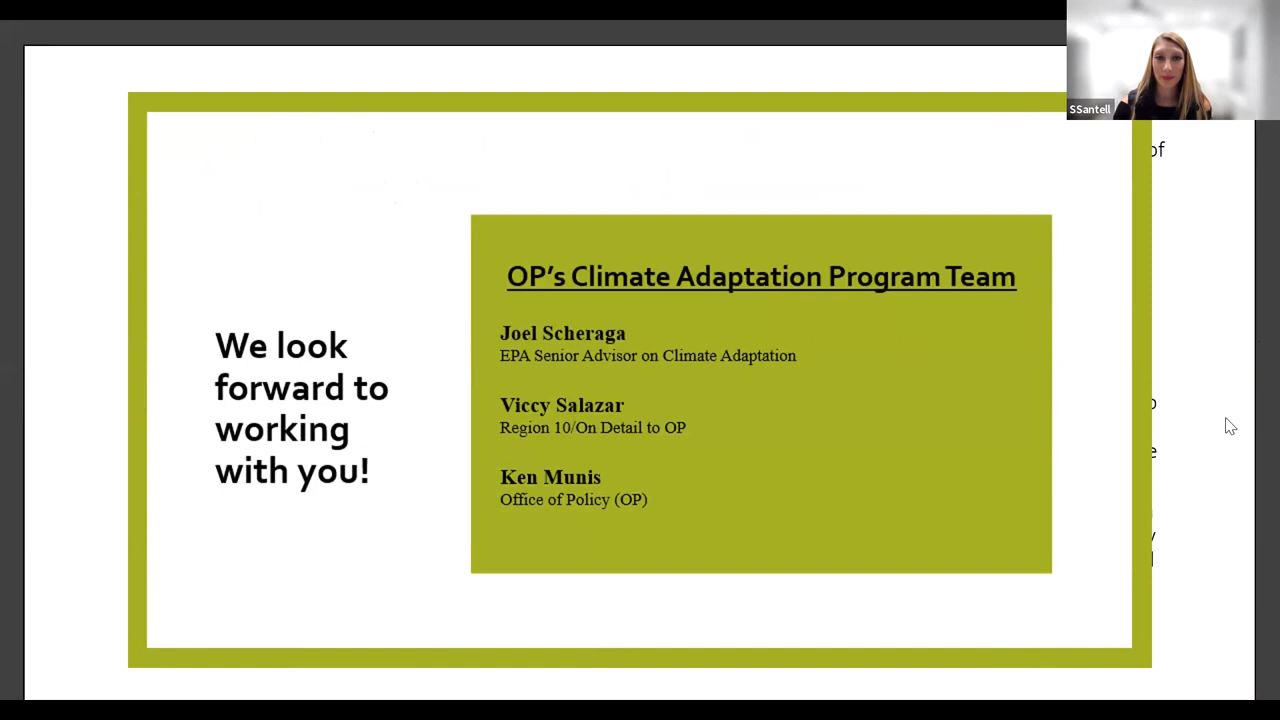 SSantell
of
We look
forward to
working
with you!
OP's Climate Adaptation Program Team
Joel Scheraga
EPA Senior Advisor on Climate Adaptation
Viccy Salazar
Region 10/On Detail to OP
Ken Munis
Office of Policy (OP)